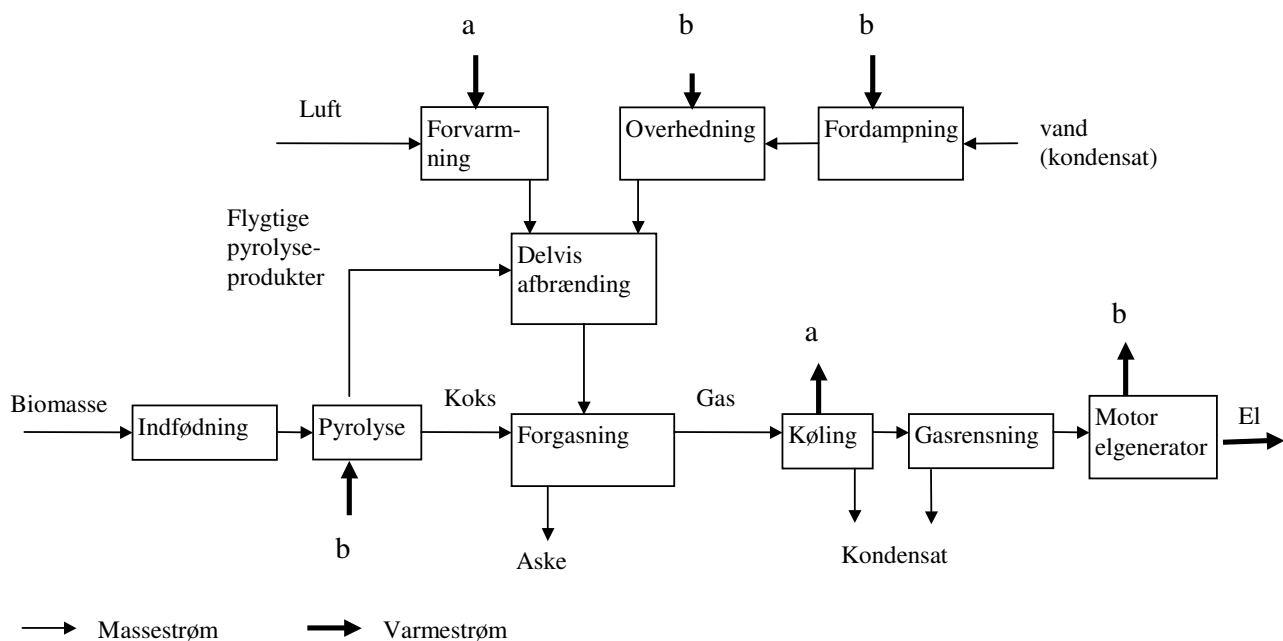 a
b
b
Luft
Forvarm-
ning
Overhedning
Fordampning
vand
(kondensat)
Flygtige
pyrolyse-
produkter
Delvis
afbrænding
a
b
Biomasse
Indfødning
Pyrolyse
Koks
Forgasning
Gas
Køling
Gasrensning
Motor
elgenerator
El
b
Aske
Kondensat
Massestrøm
Varmestrøm